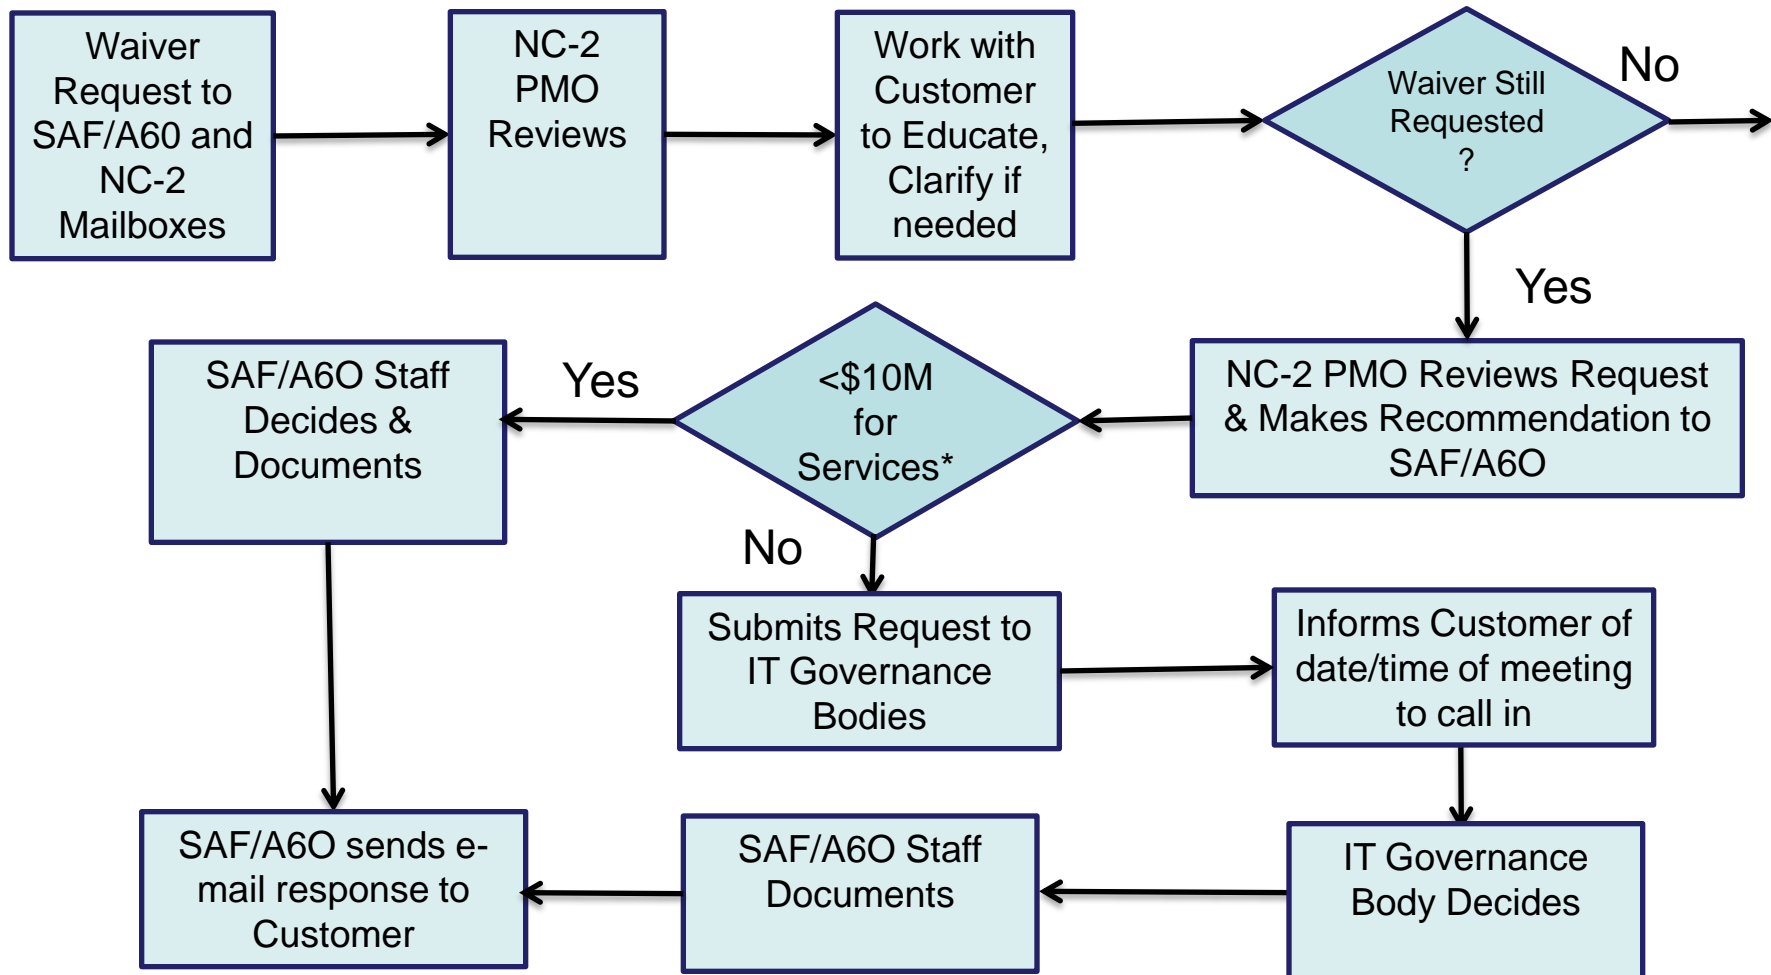 Waiver
Request to
SAF/A60 and
NC-2
Mailboxes
NC-2
PMO
Reviews
Work with
Customer
to Educate,
Clarify if
needed
Waiver Still
Requested
?
No
Yes
NC-2 PMO Reviews Request
& Makes Recommendation to
SAF/A6O
<$10M
for
Services*
Yes
SAF/A6O Staff
Decides &
Documents
No
Submits Request to
IT Governance
Bodies
Informs Customer of
date/time of meeting
to call in
IT Governance
Body Decides
SAF/A6O Staff
Documents
SAF/A6O sends e-
mail response to
Customer